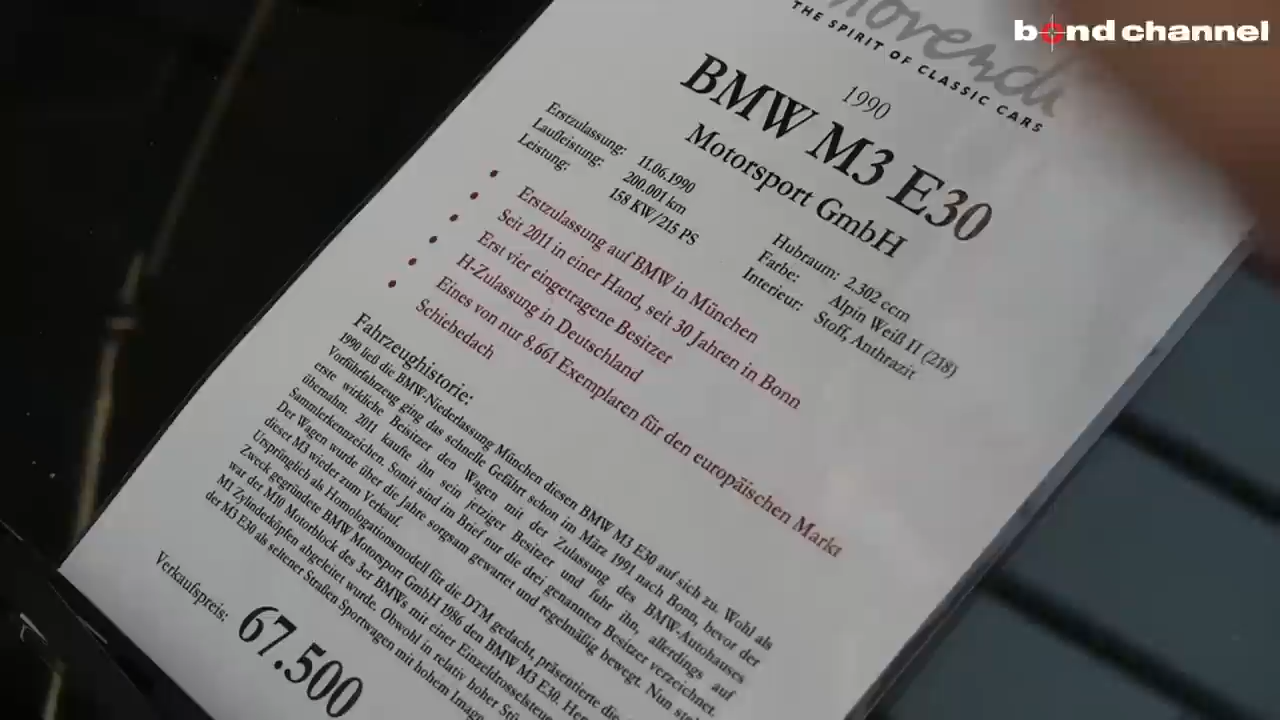 bond channel
movendi
THE SPIRIT OF CLASSIC CARS
1990
BMW M3 E30
Motorsport GmbH
Erstzulassung: 11.06.1990
Laufleistung: 200.001 km
Leistung: 158 KW/215 PS
Hubraum: 2.302 ccm
Farbe: Alpin Weiß II (218)
Interieur: Stoff, Anthrazit
• Erstzulassung auf BMW in München
• Seit 2011 in einer Hand, seit 30 Jahren in Bonn
• Erst vier eingetragene Besitzer
• H-Zulassung in Deutschland
• Eines von nur 8.661 Exemplaren für den europäischen Markt
• Schiebedach
Fahrzeughistorie:
1990 ließ die BMW-Niederlassung München diesen BMW M3 E30 auf sich zu. Wohl als
Vorführfahrzeug ging das schnelle Gefährt schon im März 1991 nach Bonn, bevor der
erste wirkliche Beisitzer den Wagen mit der Zulassung des BMW-Autohauses
übernahm. 2011 kaufte ihn sein jetziger Besitzer und fuhr ihn, allerdings auf
Sammlerkennzeichen. Somit sind im Brief nur die drei genannten Besitzer verzeichnet.
Der Wagen wurde über die Jahre sorgsam gewartet und regelmäßig bewegt. Nun
dieser M3 wieder zum Verkauf.
Ursprünglich als Homologationsmodell für die DTM gedacht, präsentierte die
Zweck gegründete BMW Motorsport GmbH 1986 den BMW M3 E30.
war der M10 Motorblock des 3er BMWs mit einer
M1 Zylinderköpfen abgeleitet wurde. Obwohl in relativ hoher
der M3 E30 als seltener Straßen Sportwagen mit hohem
Verkaufspreis: 67.500